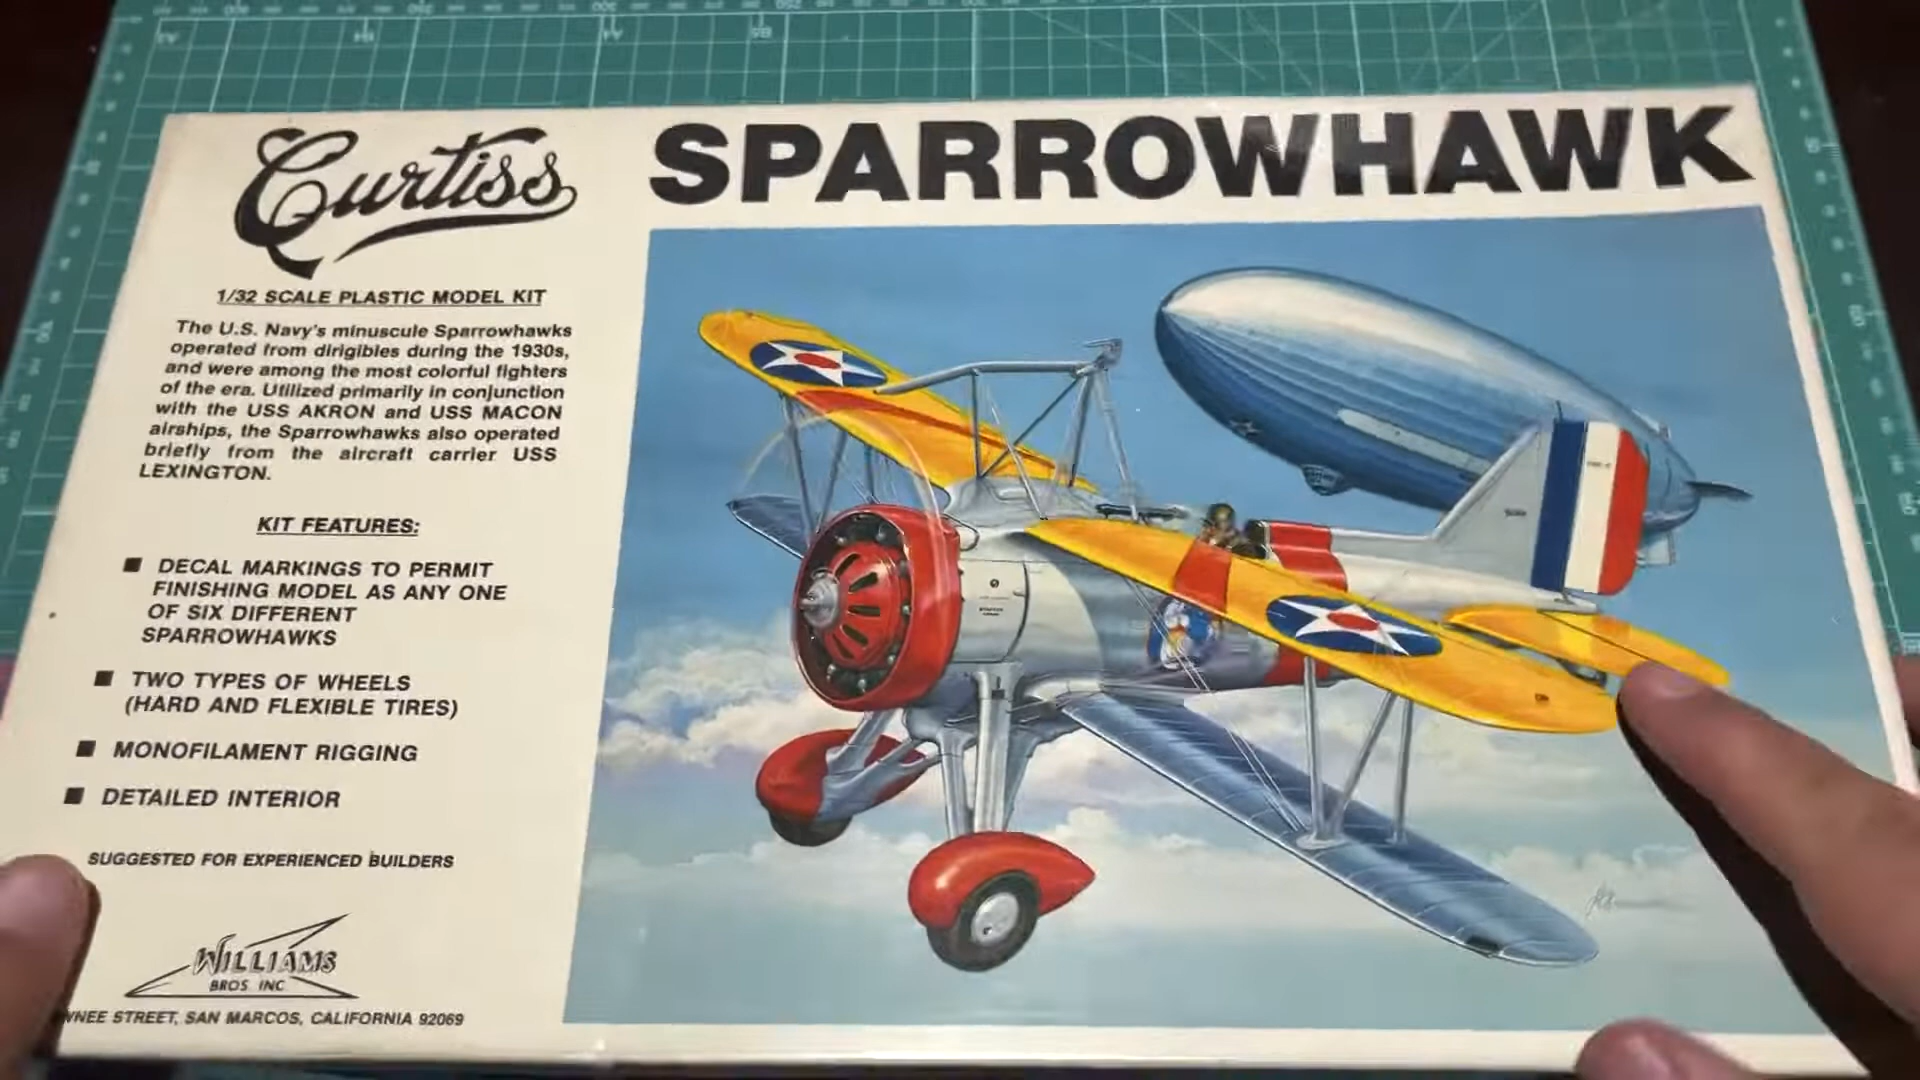 Curtiss
SPARROWHAWK
1/32 SCALE PLASTIC MODEL KIT
The U.S. Navy's minuscule Sparrowhawks
operated from dirigibles during the 1930s,
and were among the most colorful fighters
of the era. Utilized primarily in conjunction
with the USS AKRON and USS MACON
airships, the Sparrowhawks also operated
briefly from the aircraft carrier USS
LEXINGTON.
KIT FEATURES:
DECAL MARKINGS TO PERMIT
FINISHING MODEL AS ANY ONE
OF SIX DIFFERENT
SPARROWHAWKS
TWO TYPES OF WHEELS
(HARD AND FLEXIBLE TIRES)
MONOFILAMENT RIGGING
DETAILED INTERIOR
SUGGESTED FOR EXPERIENCED BUILDERS
WILLIAMS
BROS. INC
STREET, SAN MARCOS, CALIFORNIA 92069